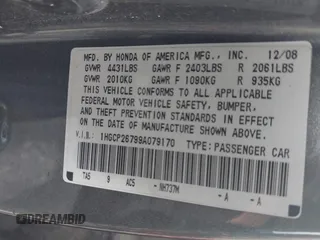 MFD. BY HONDA OF AMERICA MFG., INC. 12/08
GVWR 4431LBS GAWR F 2403LBS R 2061LBS
GVWR 2010KG GAWR F 1090KG R 935KG
THIS VEHICLE CONFORMS TO ALL APPLICABLE
FEDERAL MOTOR VEHICLE SAFETY, BUMPER,
AND THEFT PREVENTION STANDARDS IN EFFECT
ON THE DATE OF MANUFACTURE SHOWN ABOVE.
V.I.N.: 1HGCP26799A079170 TYPE:PASSENGER CAR
TA5 9 AC5 NH737M -A -A
DREAMBID